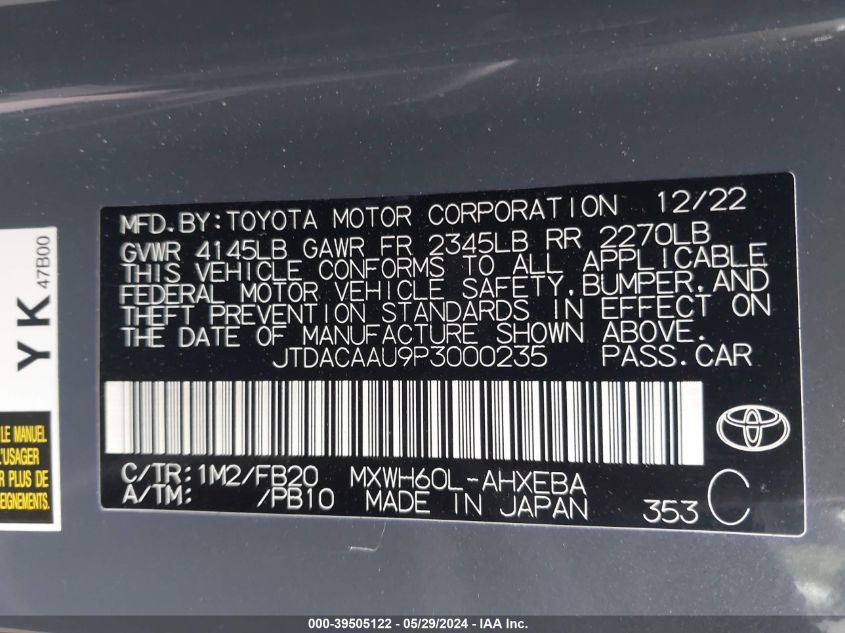 MFD.BY:TOYOTA MOTOR CORPORATION 12/22
GVWR 4145LB GAWR FR 2345LB RR 2270LB
THIS VEHICLE CONFORMS TO ALL APPLICABLE
FEDERAL MOTOR VEHICLE SAFETY,BUMPER,AND
THEFT PREVENTION STANDARDS IN EFFECT ON
THE DATE OF MANUFACTURE SHOWN ABOVE.
JTDACAAU9P3000235 PASS.CAR
C/TR:1M2/FB20 MXWH60L-AHXEBA
A/TM: /PB10 MADE IN JAPAN 353 C
YK 47B00
LE MANUEL
L'USAGER
R PLUS
EIGNEMENTS.
000-39505122 - 05/29/2024 - IAA Inc.